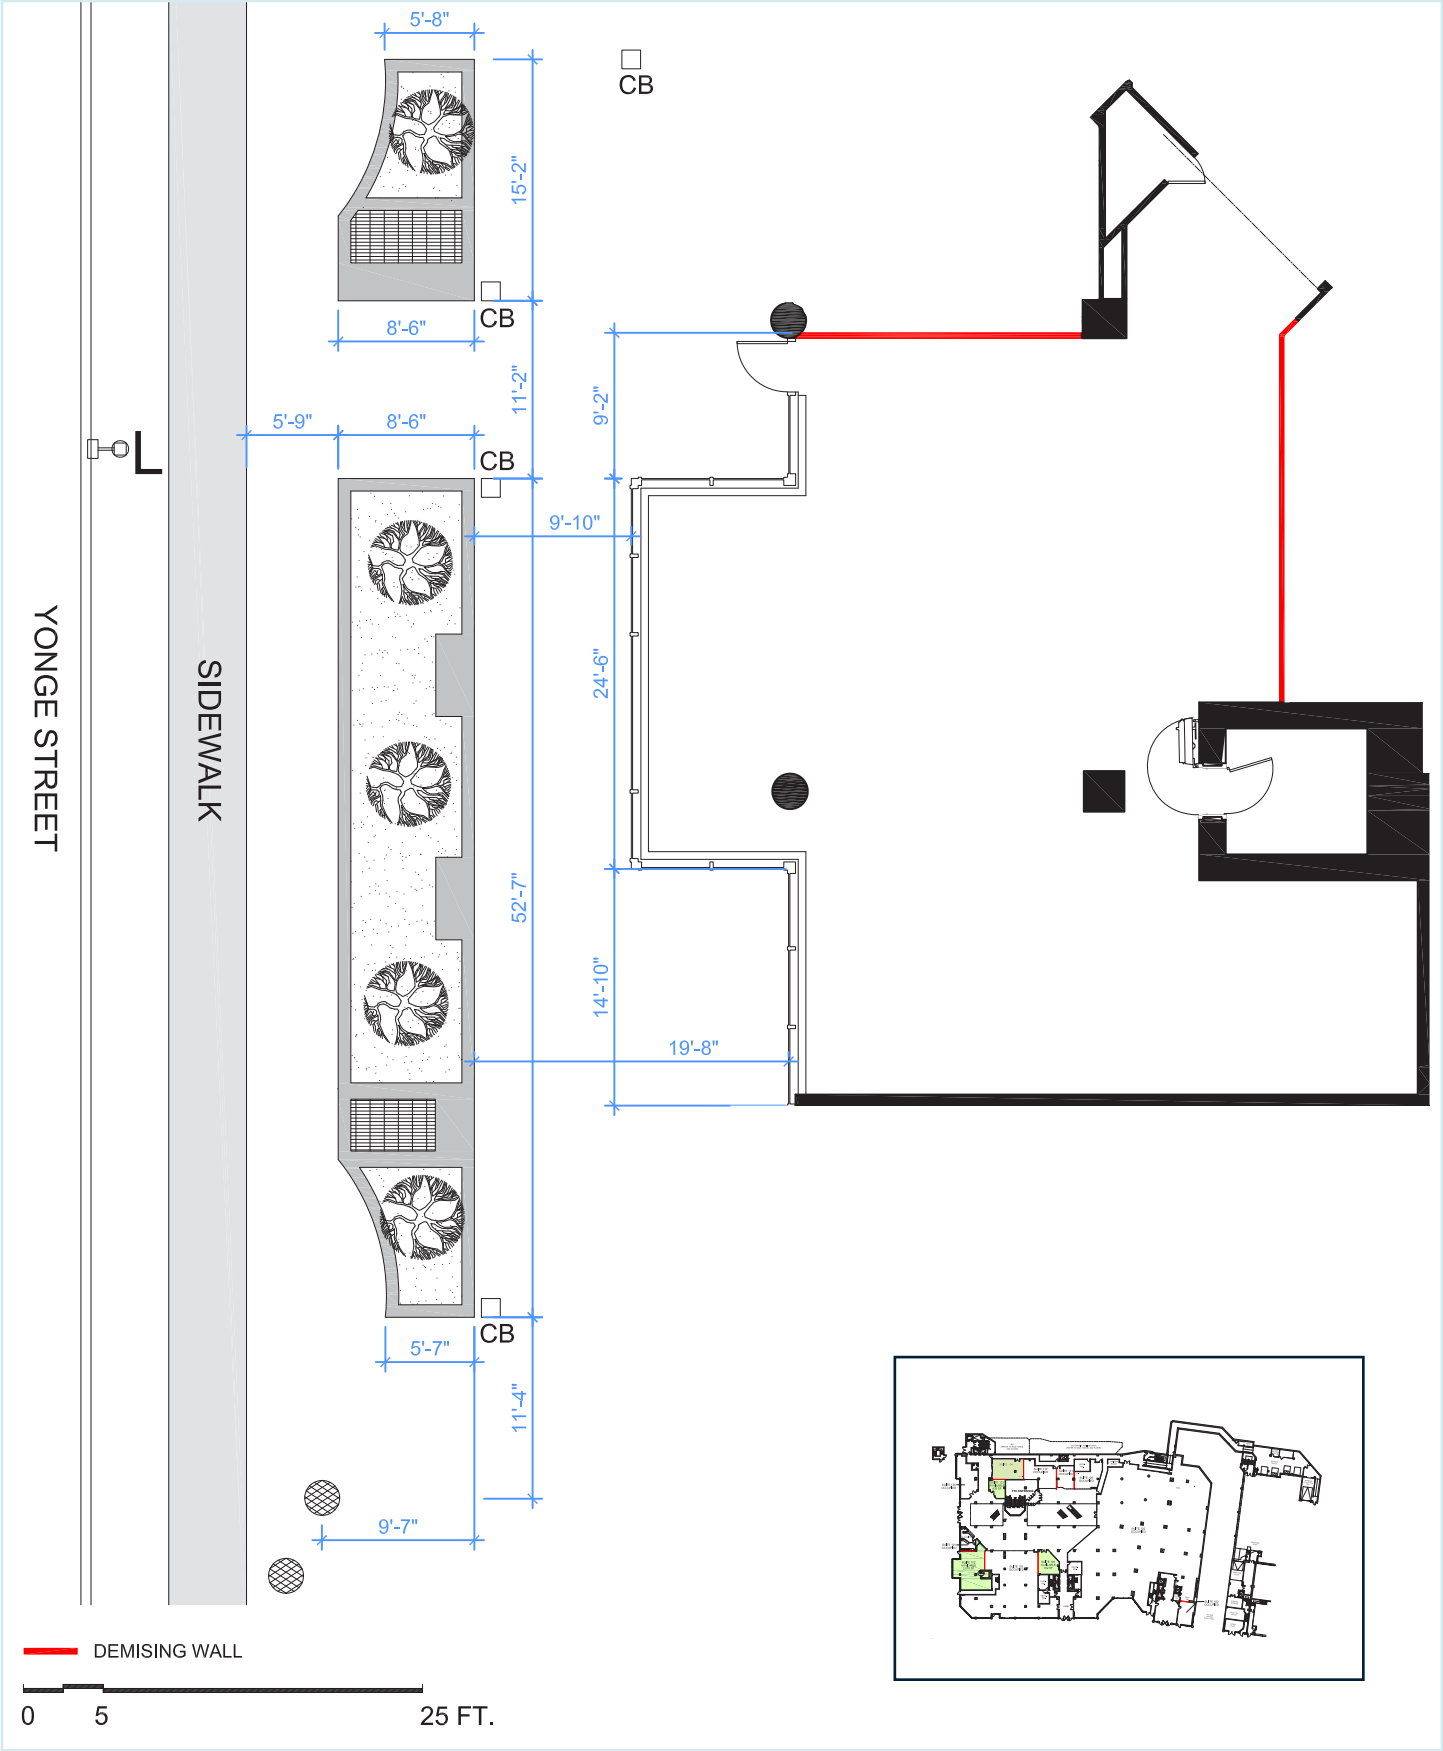 5'-8"
CB
15'-2"
CB
8'-6"
11'-2"
9'-2"
5'-9"
8'-6"
CB
9'-10"
YONGE STREET
SIDEWALK
24'-6"
52'-7"
14'-10"
19'-8"
CB
5'-7"
11'-4"
9'-7"
DEMISING WALL
0 5 25 FT.